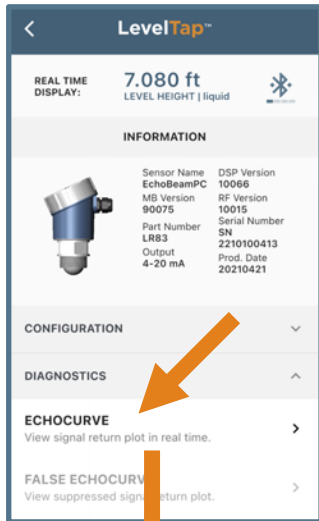 LevelTap™
REAL TIME
DISPLAY:
7.080 ft
LEVEL HEIGHT | liquid
INFORMATION
Sensor Name
EchoBeamPC
MB Version
90075
Part Number
LR83
Output
4-20 mA
DSP Version
10066
RF Version
10015
Serial Number
SN
2210100413
Prod. Date
20210421
CONFIGURATION
DIAGNOSTICS
ECHOCURVE
View signal return plot in real time.
FALSE ECHOCURV
View suppressed return plot.